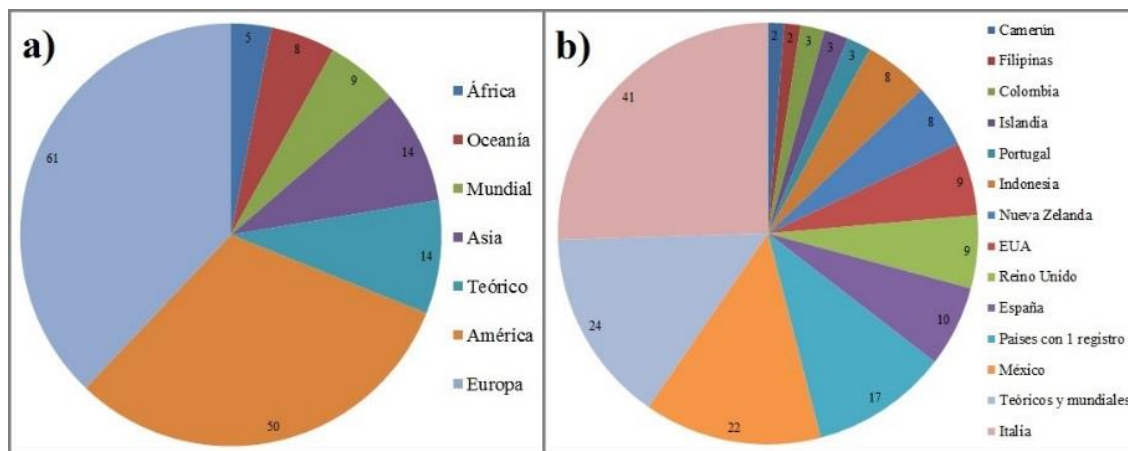 a)
5
8
9
14
14
50
61
África
Oceanía
Mundial
Asia
Teórico
América
Europa
b)
2
2
3
3
3
8
8
9
9
10
17
22
24
41
Camerún
Filipinas
Colombia
Islandia
Portugal
Indonesia
Nueva Zelanda
EUA
Reino Unido
España
Paises con 1 registro
México
Teóricos y mundiales
Italia